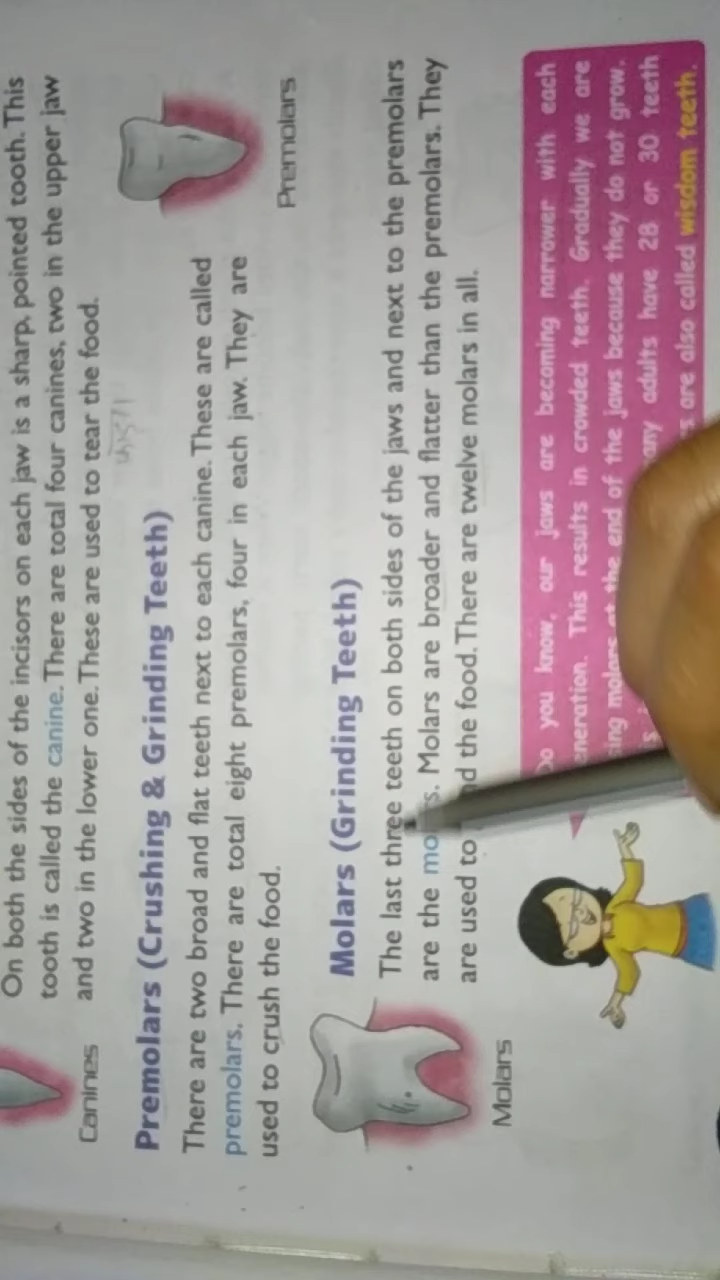 On both the sides of the incisors on each jaw is a sharp, pointed tooth. This
tooth is called the canine. There are total four canines, two in the upper jaw
and two in the lower one. These are used to tear the food.
Canines
Premolars (Crushing & Grinding Teeth)
There are two broad and flat teeth next to each canine. These are called
premolars. There are total eight premolars, four in each jaw. They are
used to crush the food.
Premolars
Molars (Grinding Teeth)
The last three teeth on both sides of the jaws and next to the premolars
are the . Molars are broader and flatter than the premolars. They
are used to the food. There are twelve molars in all.
Molars
you know, our jaws are becoming narrower with each
This results in crowded teeth. Gradually we are
molars at the end of the jaws because they do not grow.
adults have 28 or 30 teeth
are also called wisdom teeth.